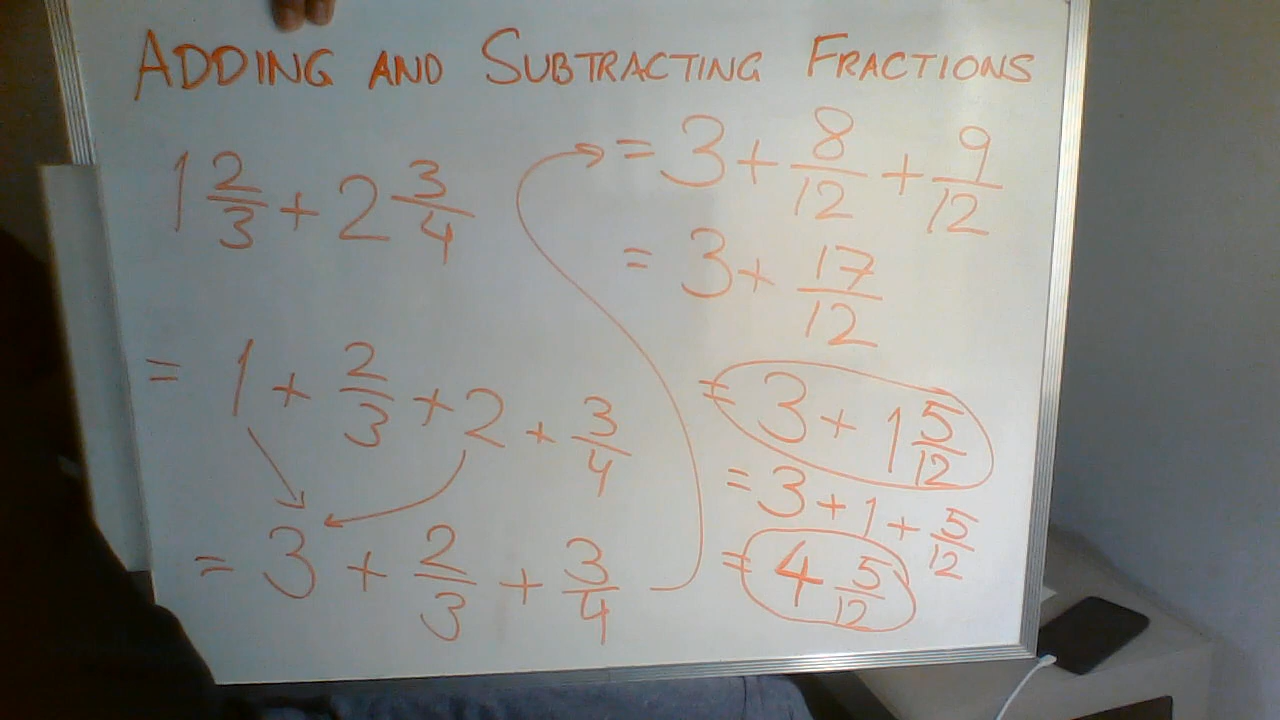 ADDING AND SUBTRACTING FRACTIONS
1 2/3 + 2 3/4
= 1 + 2/3 + 2 + 3/4
= 3 + 2/3 + 3/4
= 3 + 8/12 + 9/12
= 3 + 17/12
= 3 + 1 5/12
= 3 + 1 + 5/12
= 4 5/12